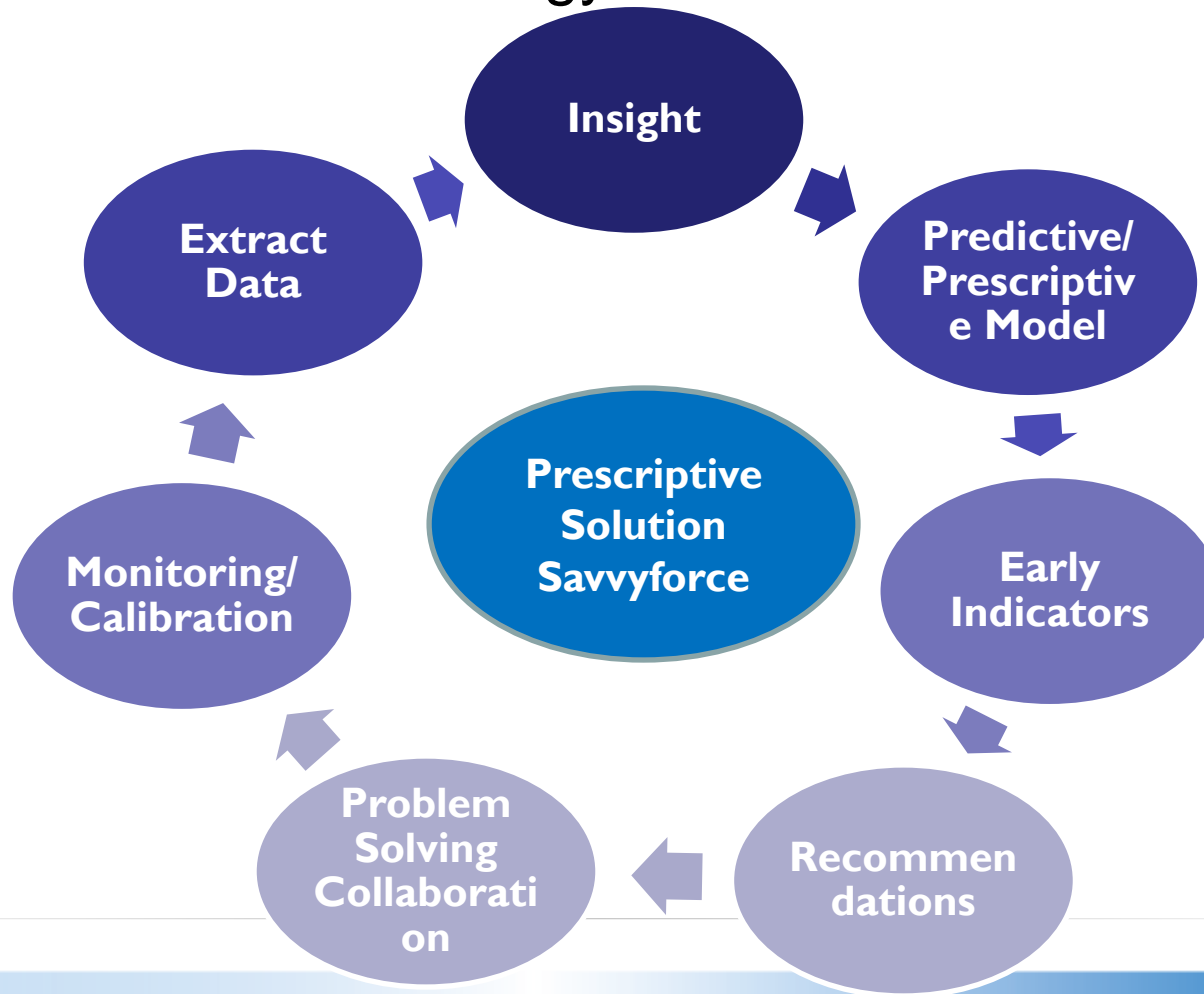 gy
Insight
Extract
Data
Predictive/
Prescriptiv
e Model
Prescriptive
Solution
Savvyforce
Early
Indicators
Monitoring/
Calibration
Problem
Solving
Collaborati
on
Recommen
dations